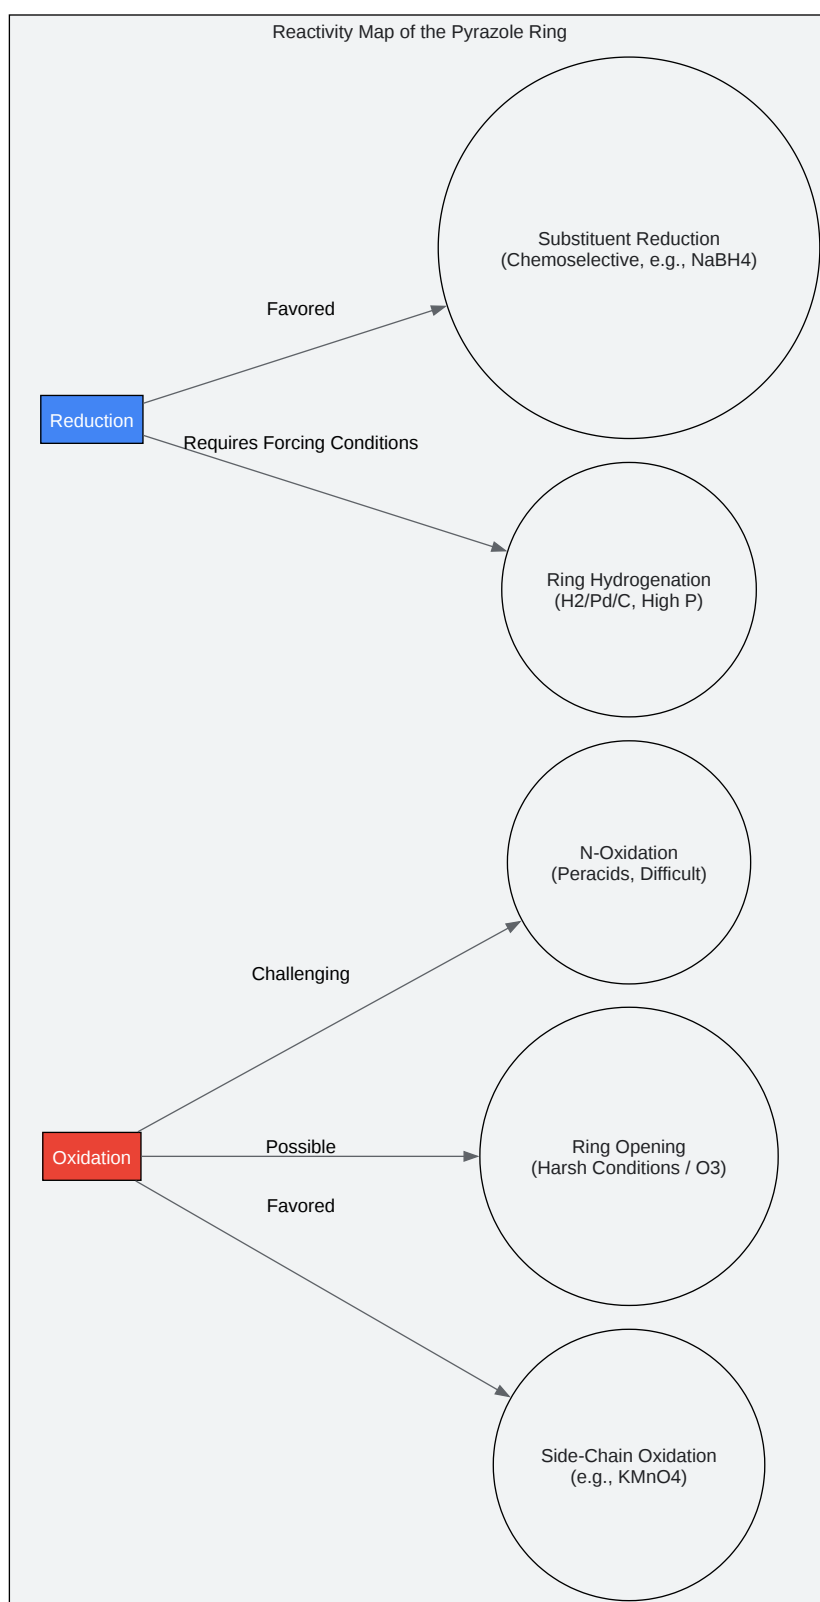 Reactivity Map of the Pyrazole Ring
Substituent Reduction
(Chemoselective, e.g., NaBH4)
Favored
Reduction
Requires Forcing Conditions
Ring Hydrogenation
(H2/Pd/C, High P)
N-Oxidation
(Peracids, Difficult)
Challenging
Ring Opening
(Harsh Conditions / O3)
Possible
Oxidation
Favored
Side-Chain Oxidation
(e.g., KMnO4)